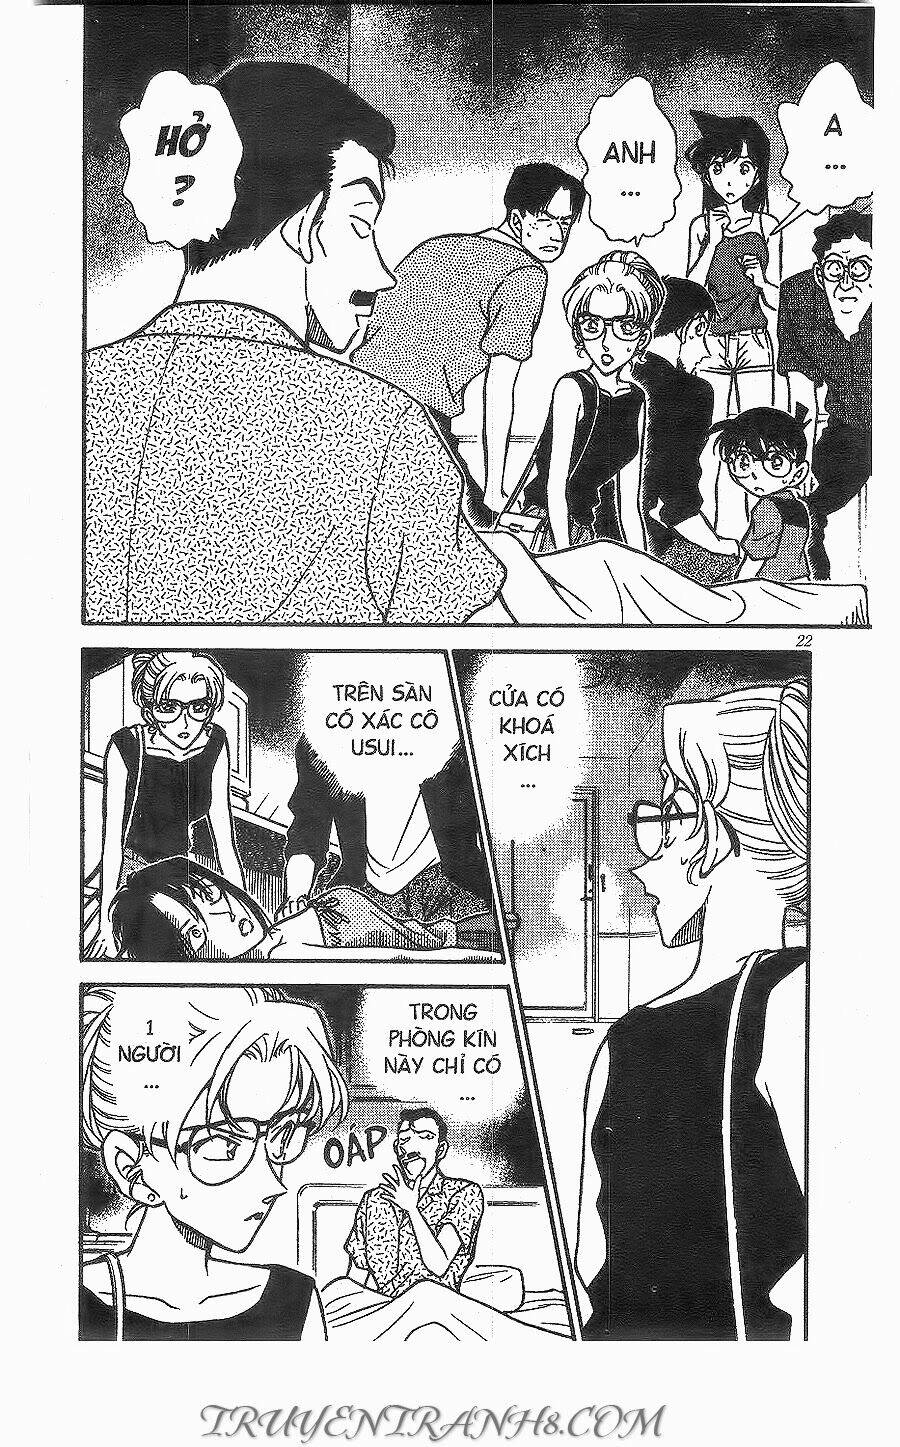 A
...
ANH
...
HỞ
?
22
CỬA CÓ
KHOÁ
XÍCH
...
TRÊN SÀN
CÓ XÁC CÔ
USUI...
TRONG
PHÒNG KÍN
NÀY CHỈ CÓ
...
1
NGƯỜI
...
OÁP
TRUYENTRANH8.COM